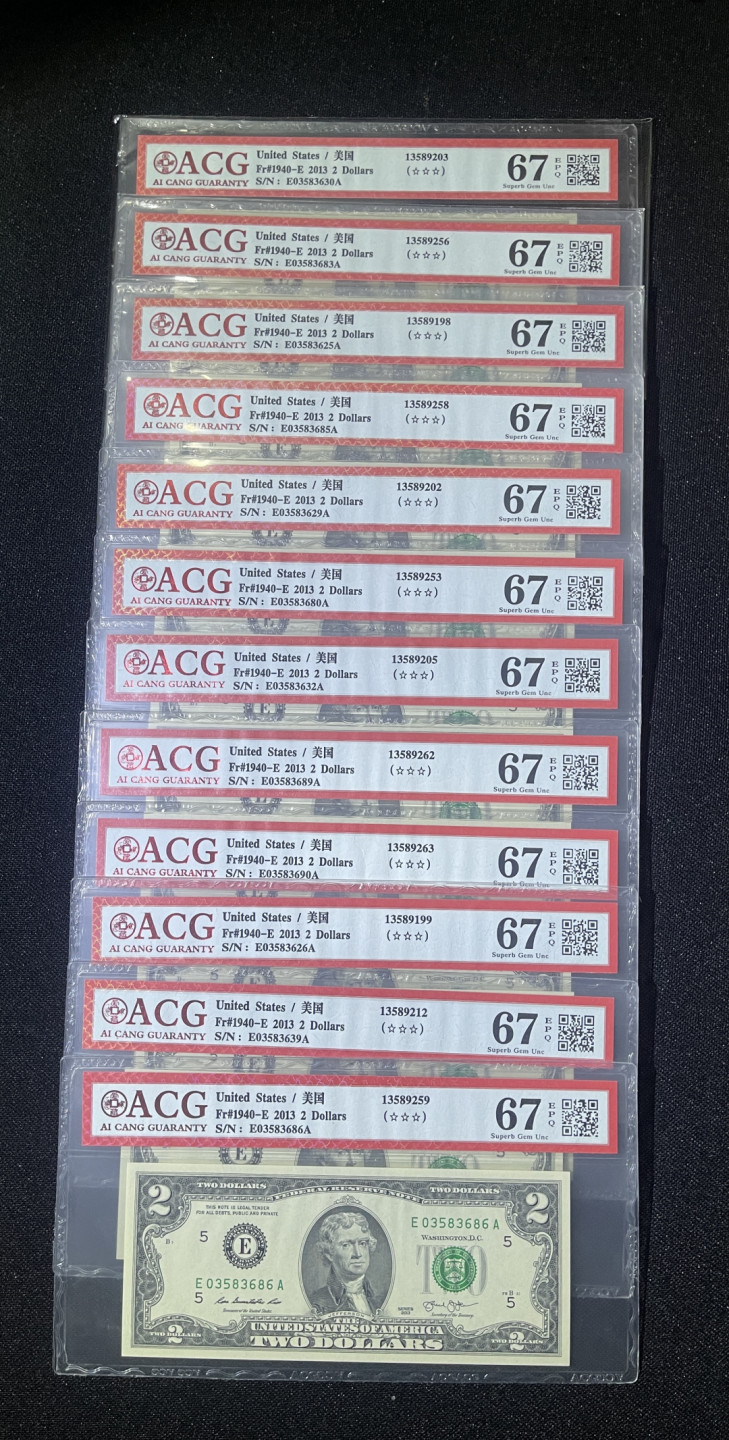 ACG
AI CANG GUARANTY
United States / 美国
Fr#1940-E 2013 2 Dollars
S/N : E03583630A
13589203
(☆☆☆)
67 EPQ
Superb Gem Unc
ACG
AI CANG GUARANTY
United States / 美国
Fr#1940-E 2013 2 Dollars
S/N : E03583683A
13589256
(☆☆☆)
67 EPQ
Superb Gem Unc
ACG
AI CANG GUARANTY
United States / 美国
Fr#1940-E 2013 2 Dollars
S/N : E03583625A
13589198
(☆☆☆)
67 EPQ
Superb Gem Unc
ACG
AI CANG GUARANTY
United States / 美国
Fr#1940-E 2013 2 Dollars
S/N : E03583685A
13589258
(☆☆☆)
67 EPQ
Superb Gem Unc
ACG
AI CANG GUARANTY
United States / 美国
Fr#1940-E 2013 2 Dollars
S/N : E03583629A
13589202
(☆☆☆)
67 EPQ
Superb Gem Unc
ACG
AI CANG GUARANTY
United States / 美国
Fr#1940-E 2013 2 Dollars
S/N : E03583680A
13589253
(☆☆☆)
67 EPQ
Superb Gem Unc
ACG
AI CANG GUARANTY
United States / 美国
Fr#1940-E 2013 2 Dollars
S/N : E03583632A
13589205
(☆☆☆)
67 EPQ
Superb Gem Unc
ACG
AI CANG GUARANTY
United States / 美国
Fr#1940-E 2013 2 Dollars
S/N : E03583689A
13589262
(☆☆☆)
67 EPQ
Superb Gem Unc
ACG
AI CANG GUARANTY
United States / 美国
Fr#1940-E 2013 2 Dollars
S/N : E03583690A
13589263
(☆☆☆)
67 EPQ
Superb Gem Unc
ACG
AI CANG GUARANTY
United States / 美国
Fr#1940-E 2013 2 Dollars
S/N : E03583626A
13589199
(☆☆☆)
67 EPQ
Superb Gem Unc
ACG
AI CANG GUARANTY
United States / 美国
Fr#1940-E 2013 2 Dollars
S/N : E03583639A
13589212
(☆☆☆)
67 EPQ
Superb Gem Unc
ACG
AI CANG GUARANTY
United States / 美国
Fr#1940-E 2013 2 Dollars
S/N : E03583686A
13589259
(☆☆☆)
67 EPQ
Superb Gem Unc
2 TWO DOLLARS FEDERAL RESERVE NOTE TWO DOLLARS 2
THIS NOTE IS LEGAL TENDER
FOR ALL DEBTS, PUBLIC AND PRIVATE
E 03583686 A
WASHINGTON, D.C.
5 E TWO 5
E 03583686 A
5 SERIES 2013 5
THE
UNITED STATES OF AMERICA
TWO DOLLARS 2 TWO DOLLARS 2 TWO DOLLARS